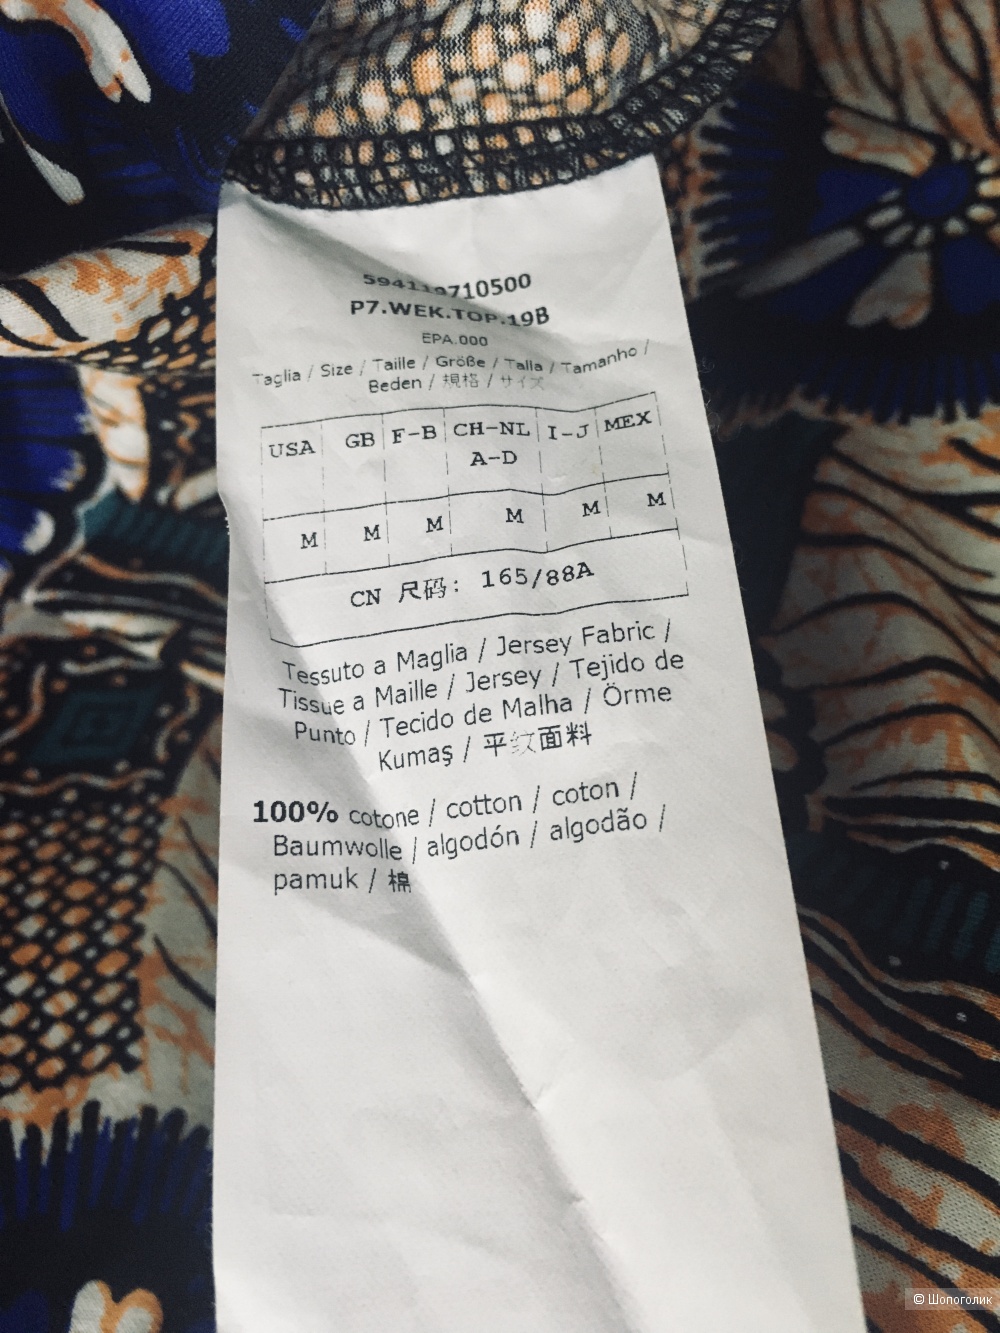 P7.WEK.TOP.19B
EPA.000
Taglia / Size / Taille / Größe / Talla / Tamanho /
Beden / 規格 / サイズ
USA GB F-B CH-NL A-D I-J MEX
M M M M M M
CN 尺码: 165/88A
Tessuto a Maglia / Jersey Fabric /
Tissue a Maille / Jersey / Tejido de
Punto / Tecido de Malha / Örme
Kumaş / 平纹面料
100% cotone / cotton / coton /
Baumwolle / algodón / algodão /
pamuk / 棉
© Шопоголик